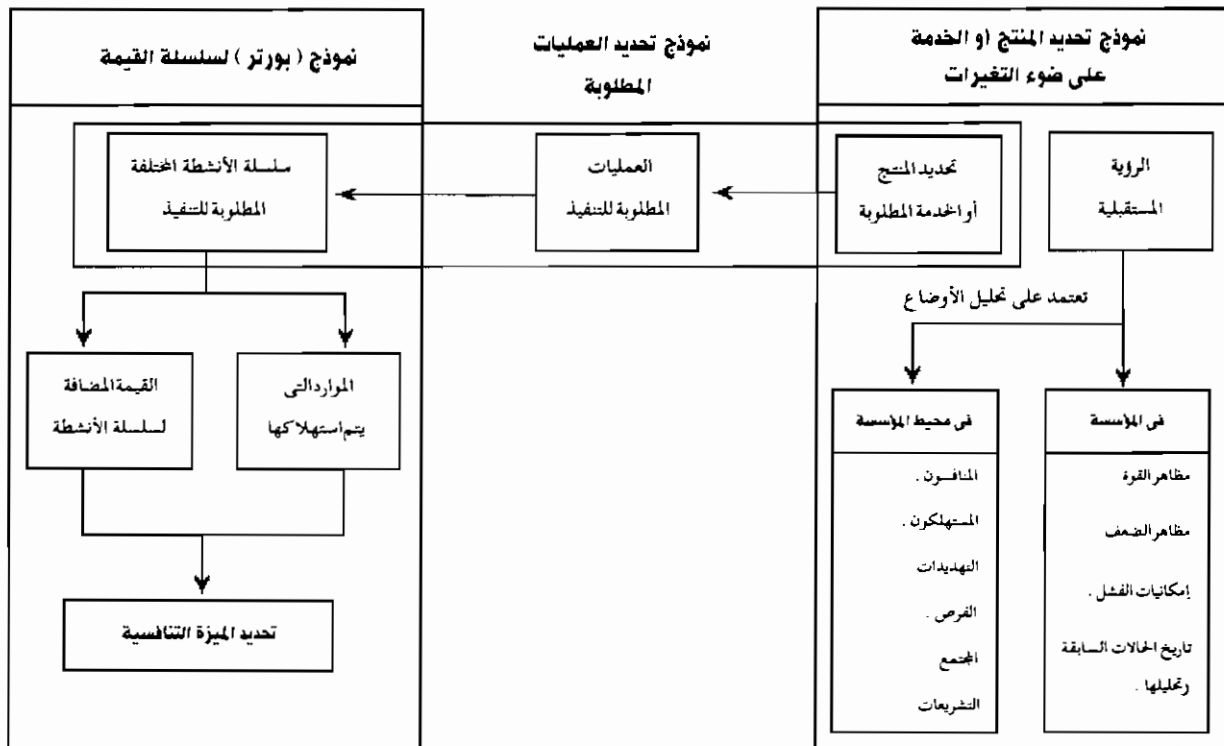 نموذج تحديد المنتج (أو الخدمة
على ضوء التغيرات
نموذج تحديد العمليات
المطلوبة
نموذج ( بورتر ) لسلسلة القيمة
الرؤية
المستقبلية
تحديد المنتج
أو الخدمة المطلوبة
العمليات
المطلوبة للتنفيذ
سلسلة الأنشطة المختلفة
المطلوبة للتنفيذ
تعتمد على تحليل الأوضاع
فى المؤسسة
مظاهر القوة
مظاهر الضعف
إمكانيات الفشل .
تاريخ الحالات السابقة
وتحليلها .
فى محيط المؤسسة
المنافسون .
المستهلكون .
التهديدات
الفرص .
المجتمع
التشريعات
الموارد التى
يتم استهلاكها
القيمة المضافة
لسلسلة الأنشطة
تحديد الميزة التنافسية